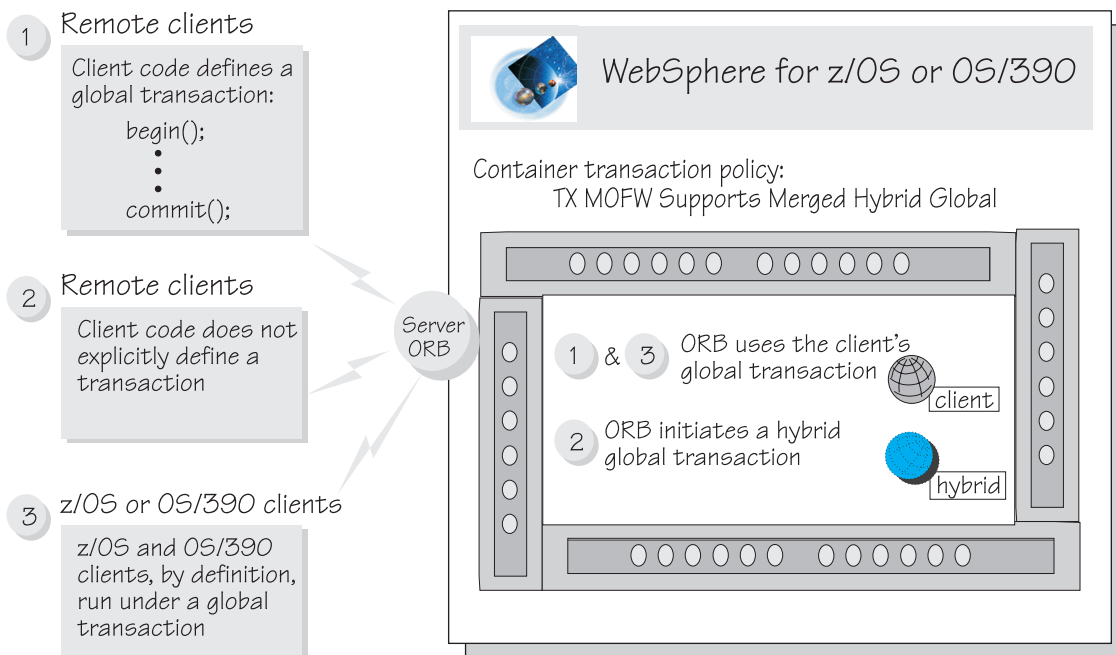 1
Remote clients
Client code defines a
global transaction:
begin();
commit();
2
Remote clients
Client code does not
explicitly define a
transaction
3
z/OS or OS/390 clients
z/OS and OS/390
clients, by definition,
run under a global
transaction
Server
ORB
WebSphere for z/OS or OS/390
Container transaction policy:
TX MOFW Supports Merged Hybrid Global
1 & 3
ORB uses the client's
global transaction
client
2
ORB initiates a hybrid
global transaction
hybrid